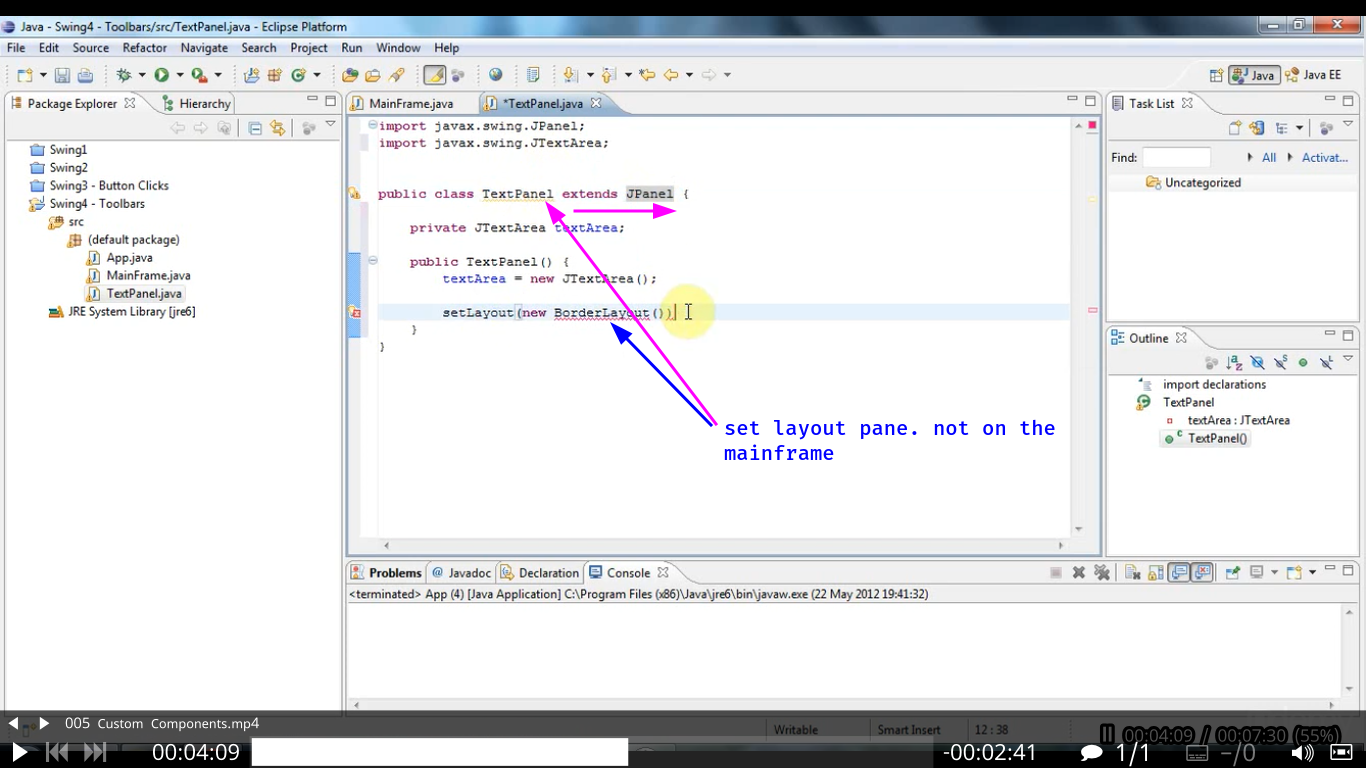 Java - Swing4 - Toolbars/src/TextPanel.java - Eclipse Platform
File Edit Source Refactor Navigate Search Project Run Window Help
Java Java EE
Package Explorer Hierarchy
MainFrame.java *TextPanel.java
Task List
Swing1
Swing2
Swing3 - Button Clicks
Swing4 - Toolbars
src
(default package)
App.java
MainFrame.java
TextPanel.java
JRE System Library [jre6]
import javax.swing.JPanel;
import javax.swing.JTextArea;
public class TextPanel extends JPanel {
private JTextArea textArea;
public TextPanel() {
textArea = new JTextArea();
setLayout(new BorderLayout())
}
}
set layout pane. not on the
mainframe
Find: All Activat...
Uncategorized
Outline
import declarations
TextPanel
textArea : JTextArea
TextPanel()
Problems @ Javadoc Declaration Console
<terminated> App (4) [Java Application] C:\Program Files (x86)\Java\jre6\bin\javaw.exe (22 May 2012 19:41:32)
005 Custom Components.mp4
Writable Smart Insert 12 : 38
00:04:09 / 00:07:30 (55%)
00:04:09 -00:02:41 1/1 -/0